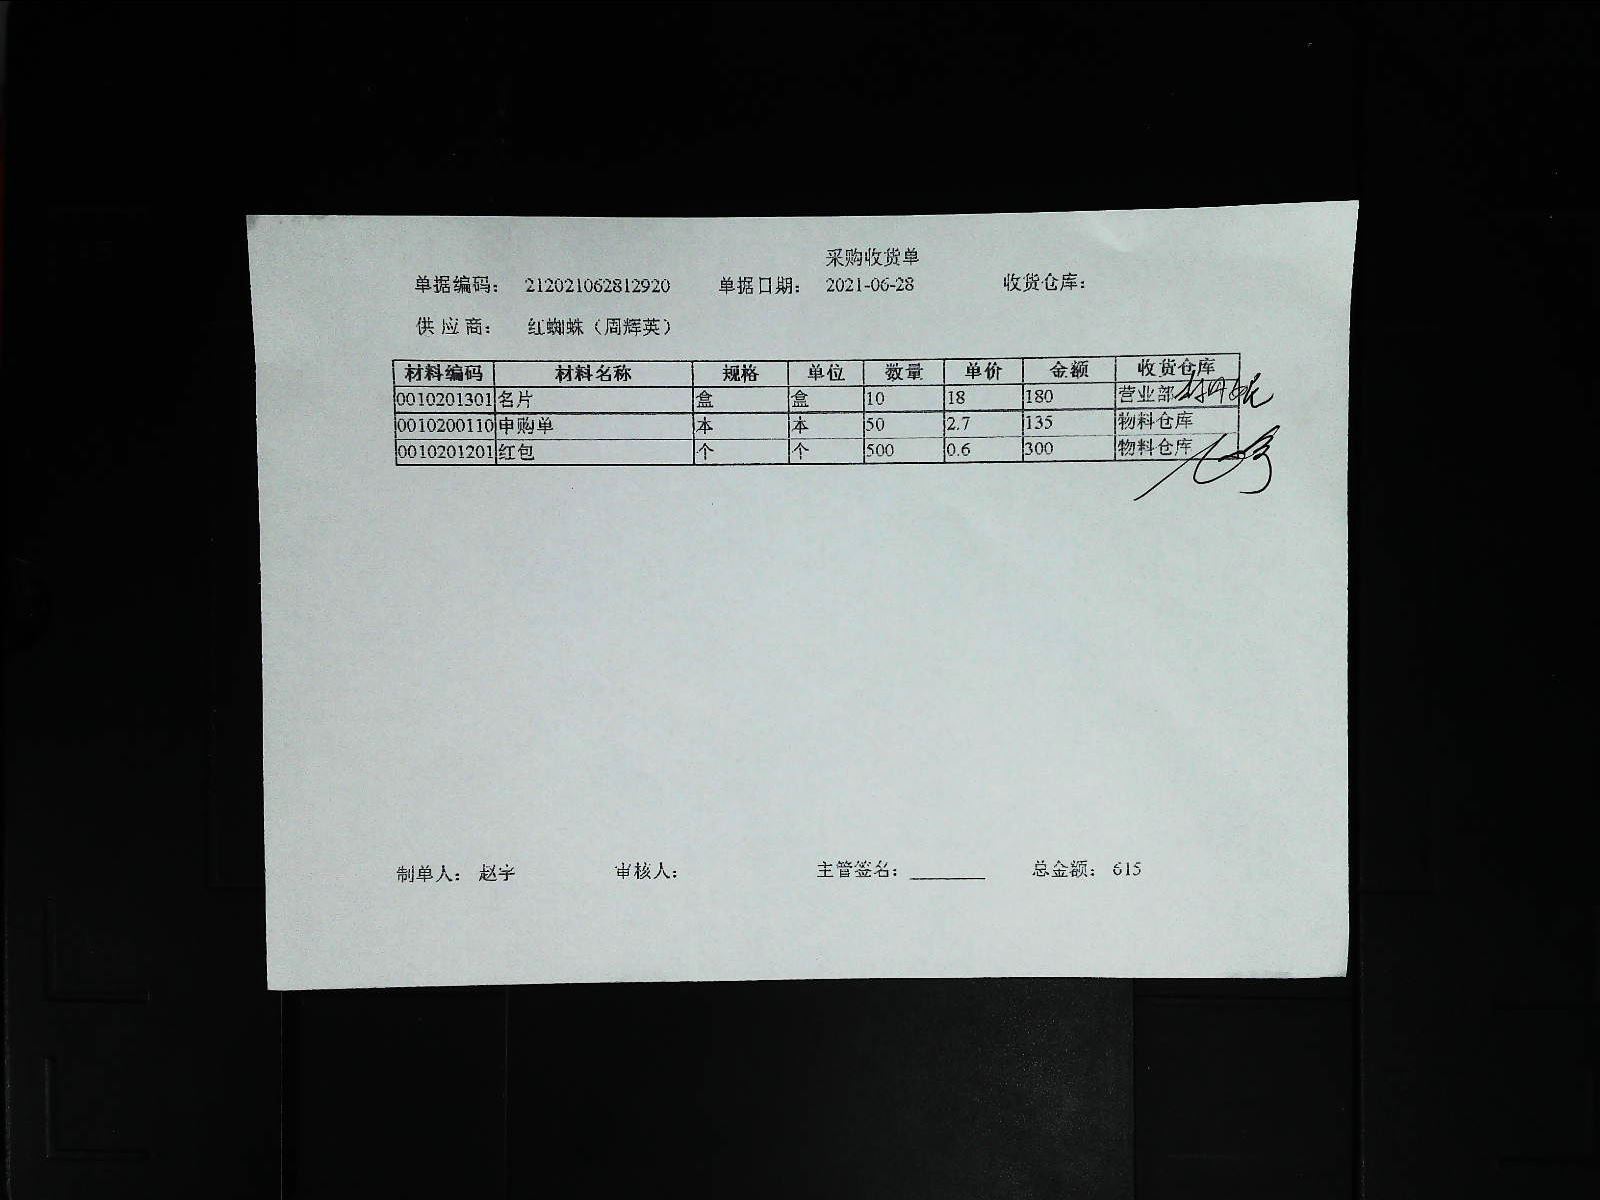 采购收货单
单据编码： 212021062812920 单据日期： 2021-06-28 收货仓库：
供应商： 红蜘蛛（周辉英）
材料编码 材料名称 规格 单位 数量 单价 金额 收货仓库
0010201301 名片 盒 盒 10 18 180 营业部
0010200110 申购单 本 本 50 2.7 135 物料仓库
0010201201 红包 个 个 500 0.6 300 物料仓库
制单人： 赵宇 审核人： 主管签名： 总金额： 615